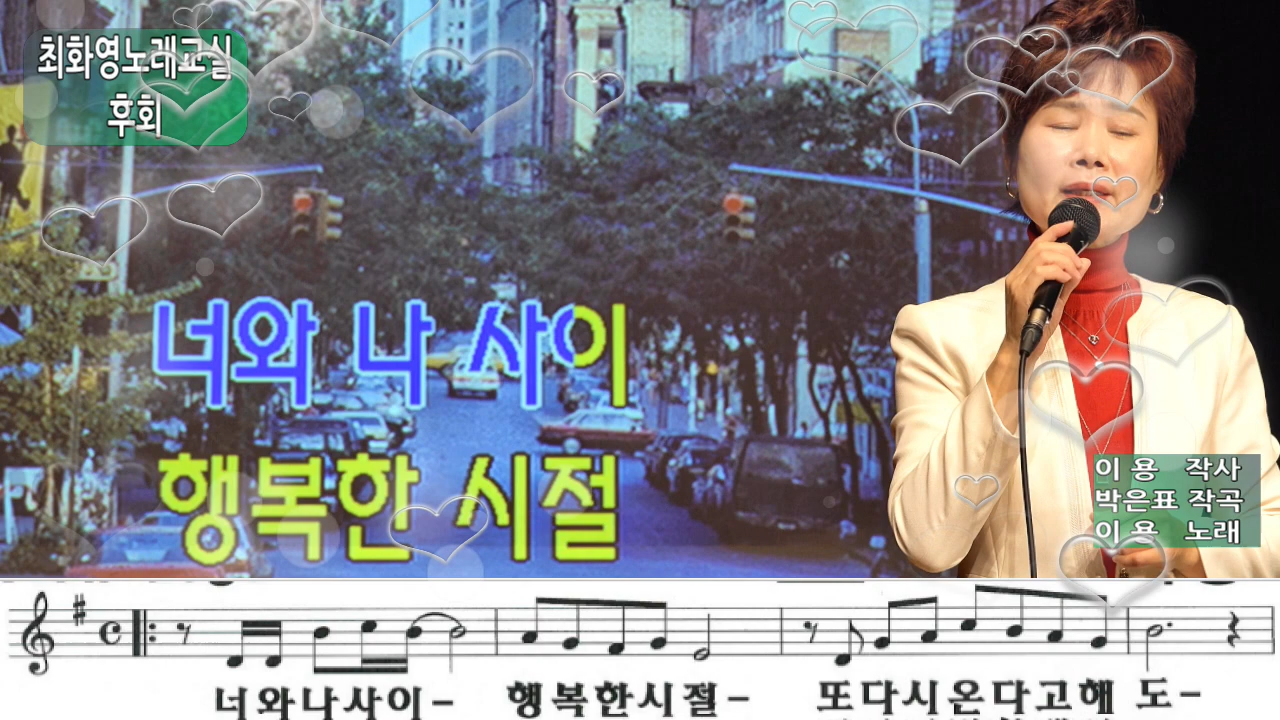 최화영노래교실
후회
너와 나 사이
행복한 시절
이 용 작사
박은표 작곡
이 용 노래
너와나사이- 행복한시절- 또다시온다고해 도-